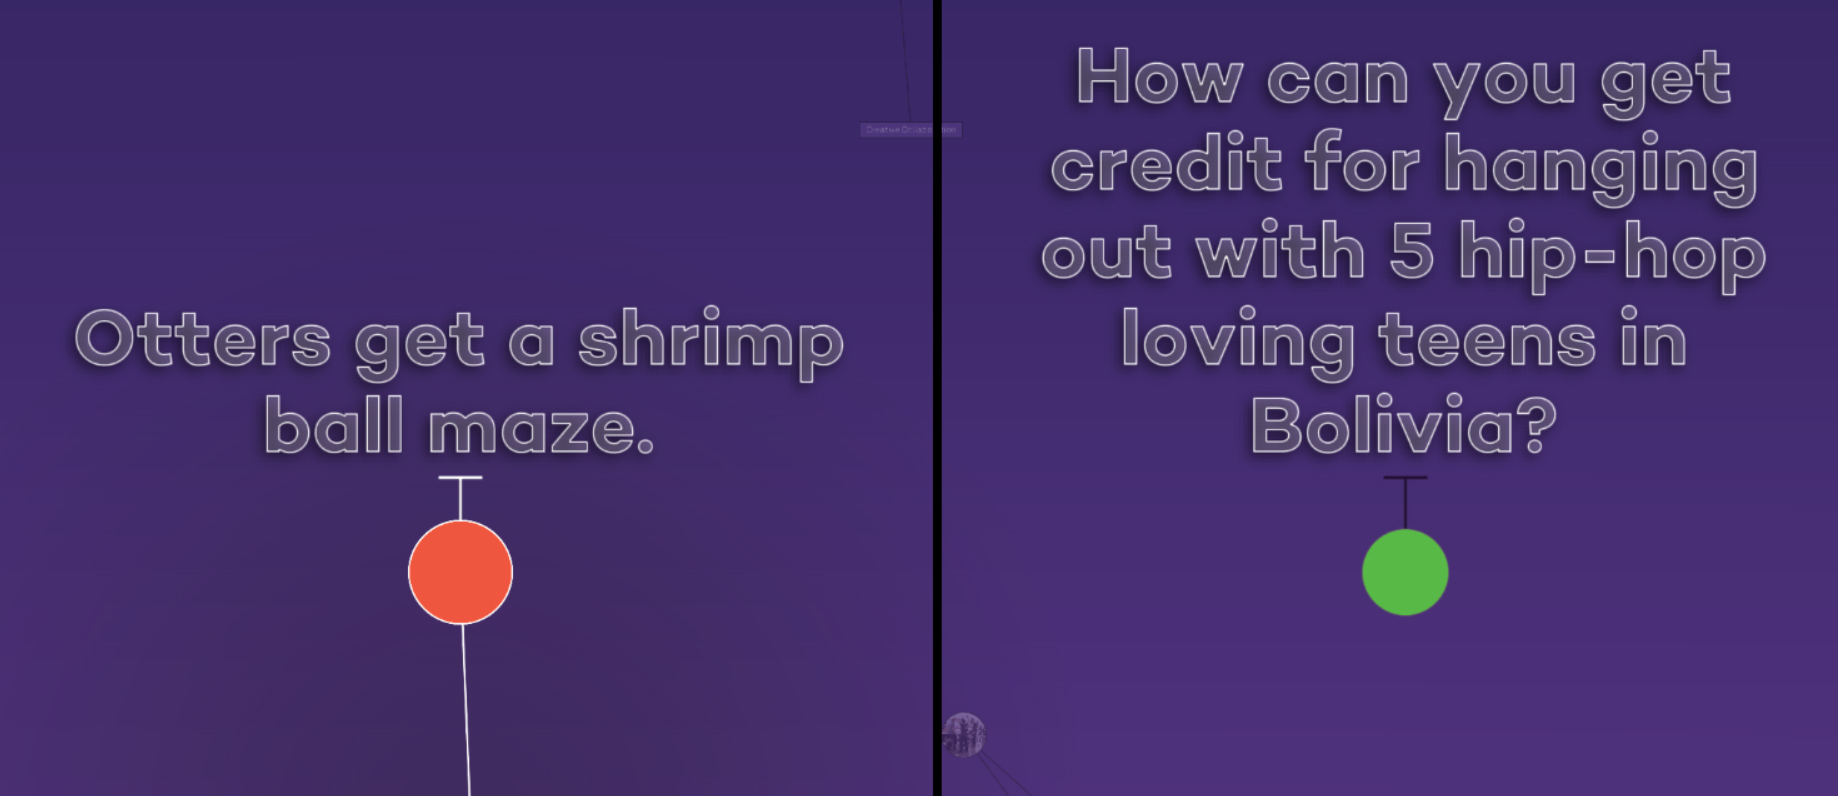 Otters get a shrimp
ball maze.
How can you get
credit for hanging
out with 5 hip-hop
loving teens in
Bolivia?